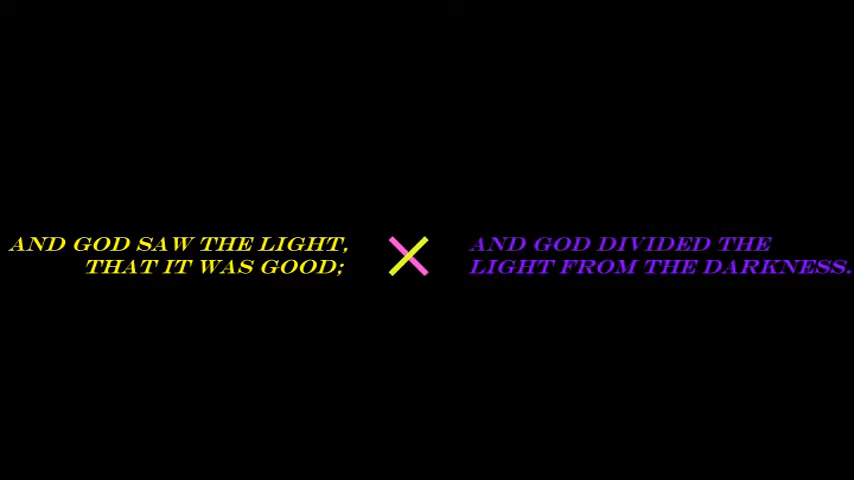 AND GOD SAW THE LIGHT,
THAT IT WAS GOOD;
AND GOD DIVIDED THE
LIGHT FROM THE DARKNESS.